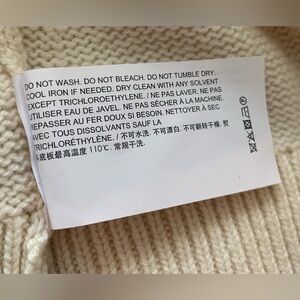 DO NOT WASH. DO NOT BLEACH. DO NOT TUMBLE DRY.
COOL IRON IF NEEDED. DRY CLEAN WITH ANY SOLVENT
EXCEPT TRICHLOROETHYLENE. / NE PAS LAVER. NE PAS
UTILISER EAU DE JAVEL. NE PAS SÉCHER À LA MACHINE.
REPASSER AU FER DOUX SI BESOIN. NETTOYER À SEC
AVEC TOUS DISSOLVANTS SAUF LA
TRICHLORÉTHYLÈNE. / 不可水洗. 不可漂白. 不可翻转干燥. 熨
斗底板最高温度 110℃. 常规干洗.